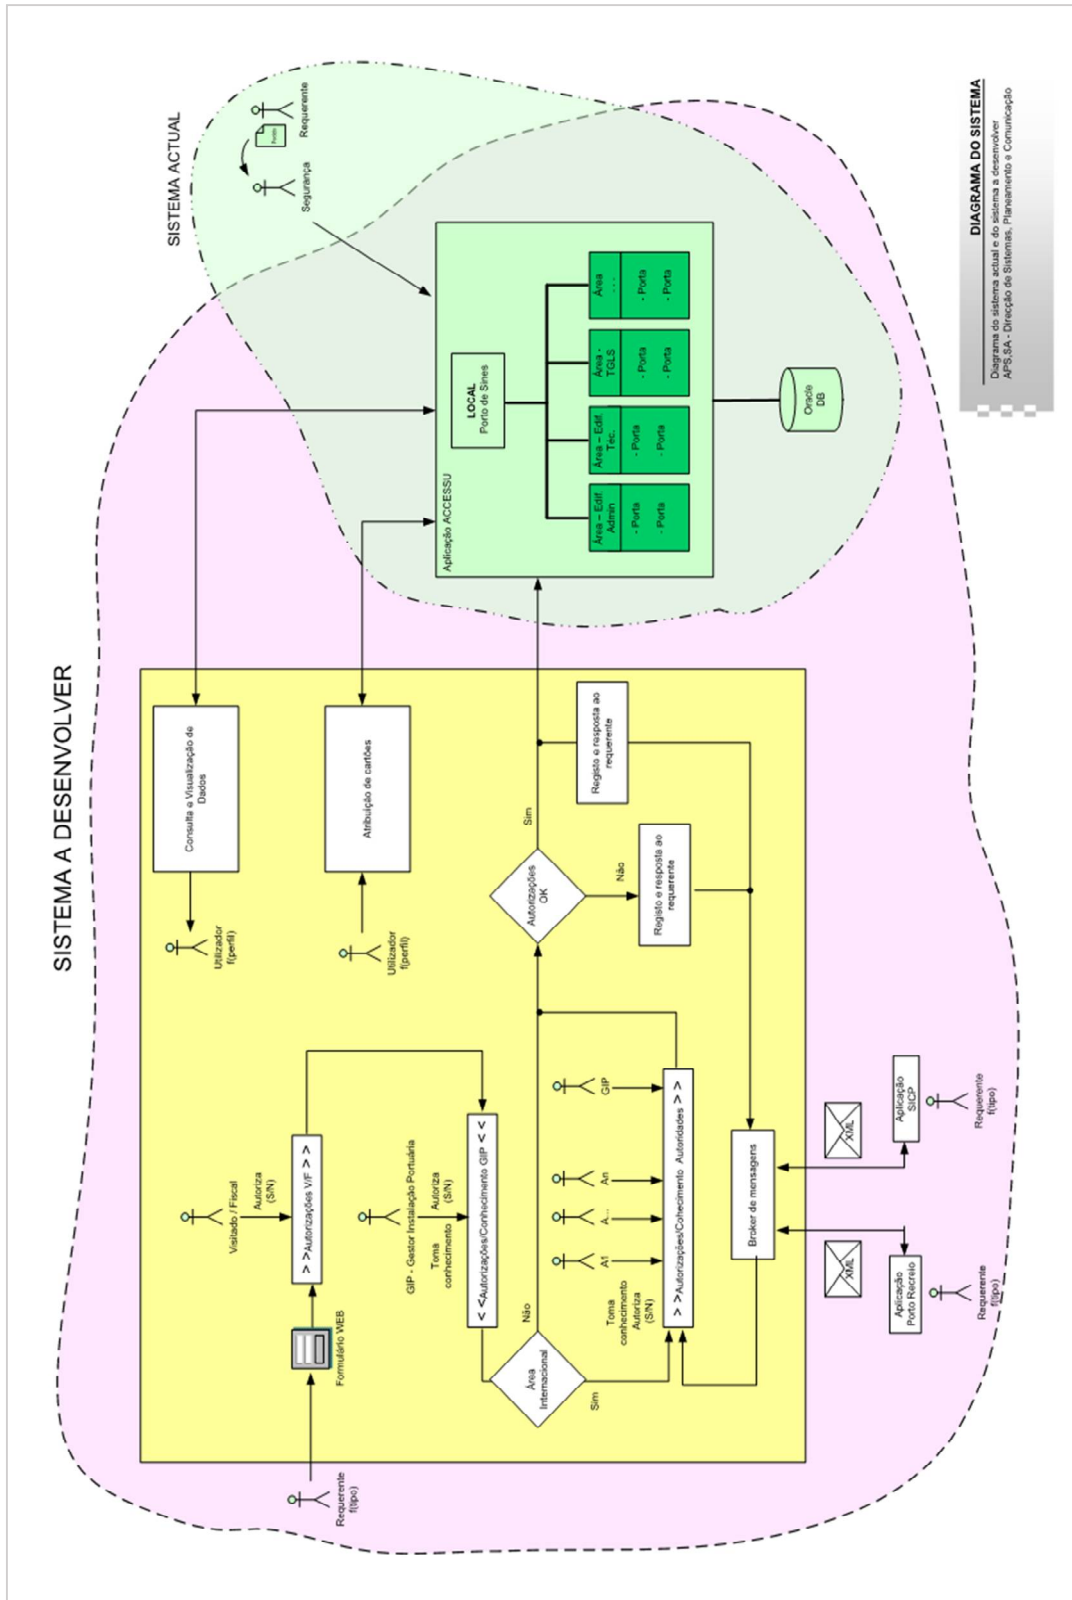 SISTEMA A DESENVOLVER
SISTEMA ACTUAL
Requerente
f(tipo)
Formulário WEB
Visitado / Fiscal
Autoriza
(S/N)
> >Autorizações V/F > >
GIP - Gestor Instalação Portuária
Toma
conhecimento
Autoriza
(S/N)
< <Autorizações/Conhecimento GIP < <
Área
Internacional
Não
Sim
Toma
conhecimento
Autoriza
(S/N)
A1
A...
An
GIP
> >Autorizações/Cohecimento Autoridades > >
Autorizações
OK
Sim
Não
Registo e resposta ao
requerente
Registo e resposta ao
requerente
Broker de mensagens
XML
XML
Aplicação
Porto Recreio
Requerente
f(tipo)
Aplicação
SICP
Requerente
f(tipo)
Utilizador
f(perfil)
Consulta e Visualização de
Dados
Utilizador
f(perfil)
Atribuição de cartões
Segurança
Requerente
Aplicação ACCESSU
LOCAL
Porto de Sines
Área – Edif.
Admin
- Porta
- Porta
Área – Edif.
Téc.
- Porta
- Porta
Área -
TGLS
- Porta
- Porta
Área
. . .
- Porta
- Porta
Oracle
DB
DIAGRAMA DO SISTEMA
Diagrama do sistema actual e do sistema a desenvolver
APS,SA - Direcção de Sistemas, Planeamento e Comunicação